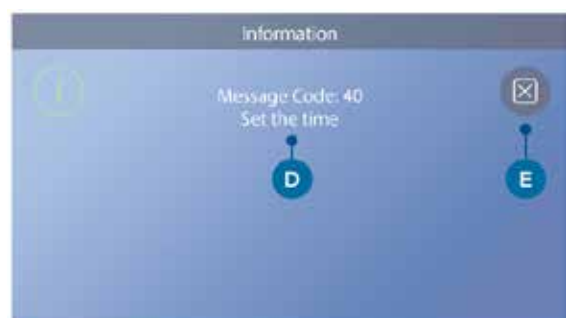 Information
Message Code: 40
Set the time
D
E